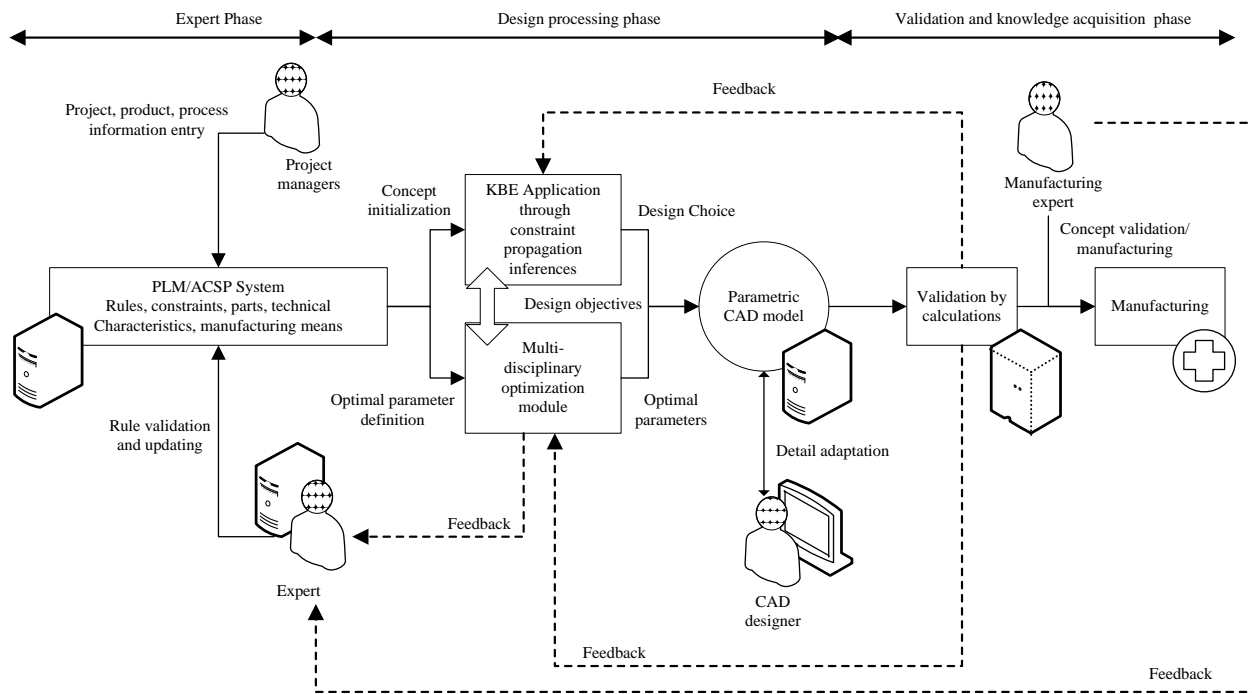 Expert Phase
Design processing phase
Validation and knowledge acquisition phase
Project, product, process
information entry
Project
managers
Feedback
Manufacturing
expert
Concept
initialization
KBE Application
through
constraint
propagation
inferences
Design Choice
Concept validation/
manufacturing
PLM/ACSP System
Rules, constraints, parts, technical
Characteristics, manufacturing means
Design objectives
Parametric
CAD model
Validation by
calculations
Manufacturing
Multi-
disciplinary
optimization
module
Optimal parameter
definition
Optimal
parameters
Rule validation
and updating
Detail adaptation
Feedback
Expert
CAD
designer
Feedback
Feedback